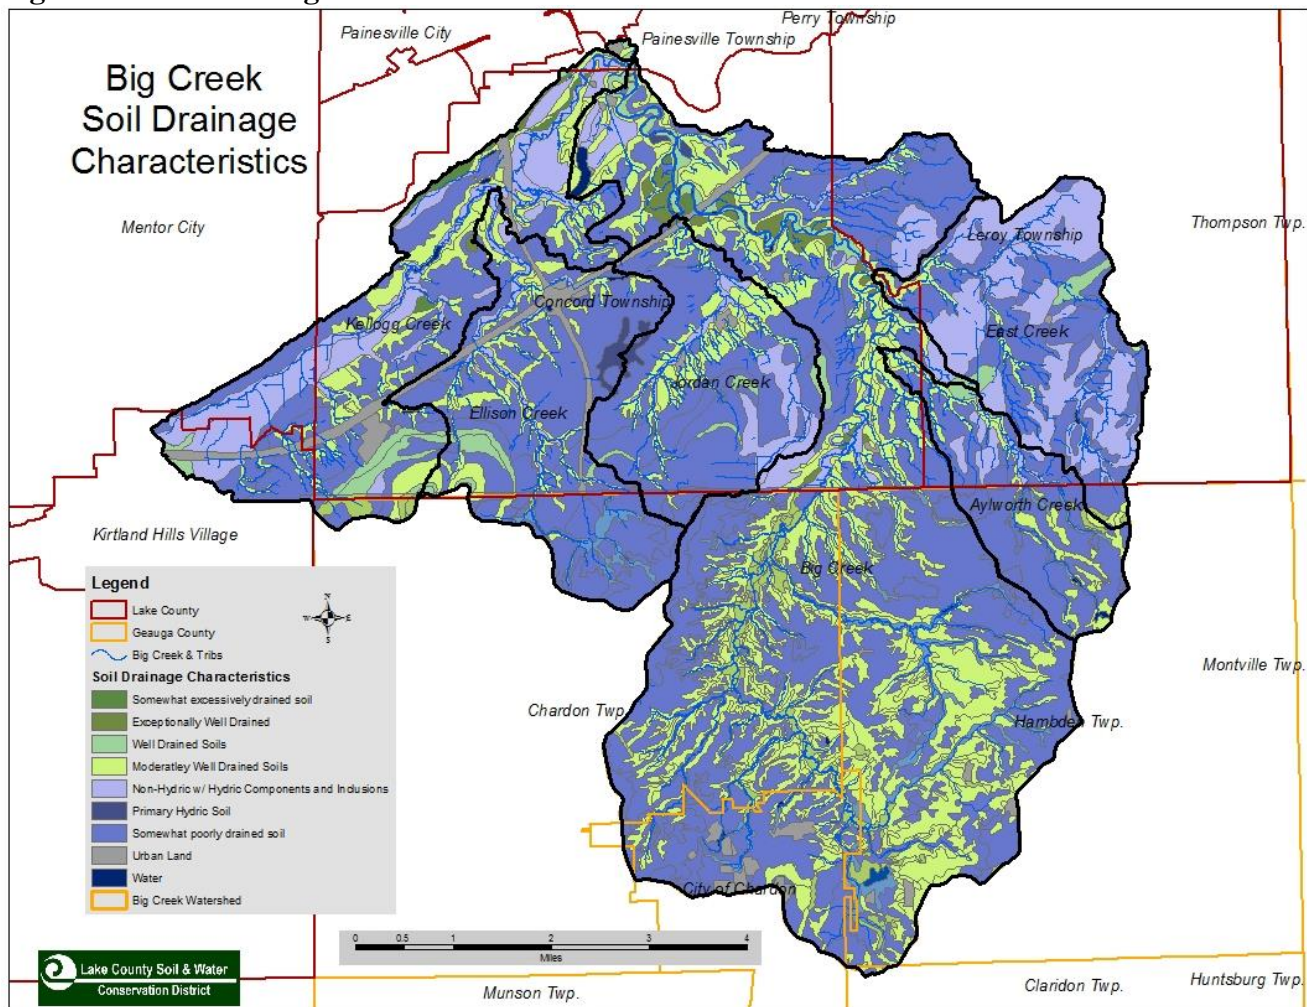 Painesville City
Perry Township
Painesville Township
Big Creek
Soil Drainage
Characteristics
Mentor City
Thompson Twp.
Leroy Township
Concord Township
Kellogg Creek
East Creek
Jordan Creek
Ellison Creek
Aylworth Creek
Kirtland Hills Village
Big Creek
Legend
Lake County
Geauga County
Big Creek & Tribs
Soil Drainage Characteristics
Somewhat excessively drained soil
Exceptionally Well Drained
Well Drained Soils
Moderatley Well Drained Soils
Non-Hydric w/ Hydric Components and Inclusions
Primary Hydric Soil
Somewhat poorly drained soil
Urban Land
Water
Big Creek Watershed
N
W E
S
Montville Twp.
Chardon Twp.
Hambden Twp.
City of Chardon
0 0.5 1 2 3 4
Miles
Lake County Soil & Water
Conservation District
Munson Twp.
Claridon Twp.
Huntsburg Twp.